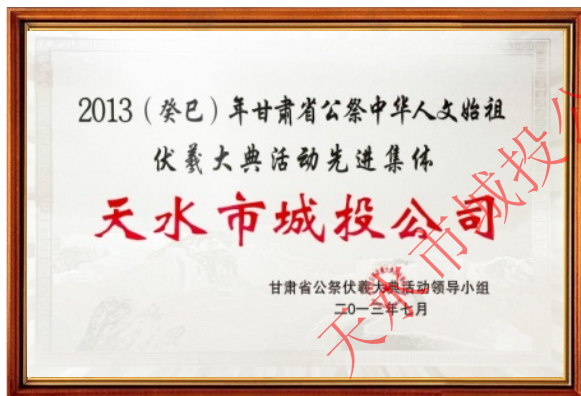 2013（癸巳）年甘肃省公祭中华人文始祖
伏羲大典活动先进集体
天水市城投公司
甘肃省公祭伏羲大典活动领导小组
二〇一三年七月
天水市城投公